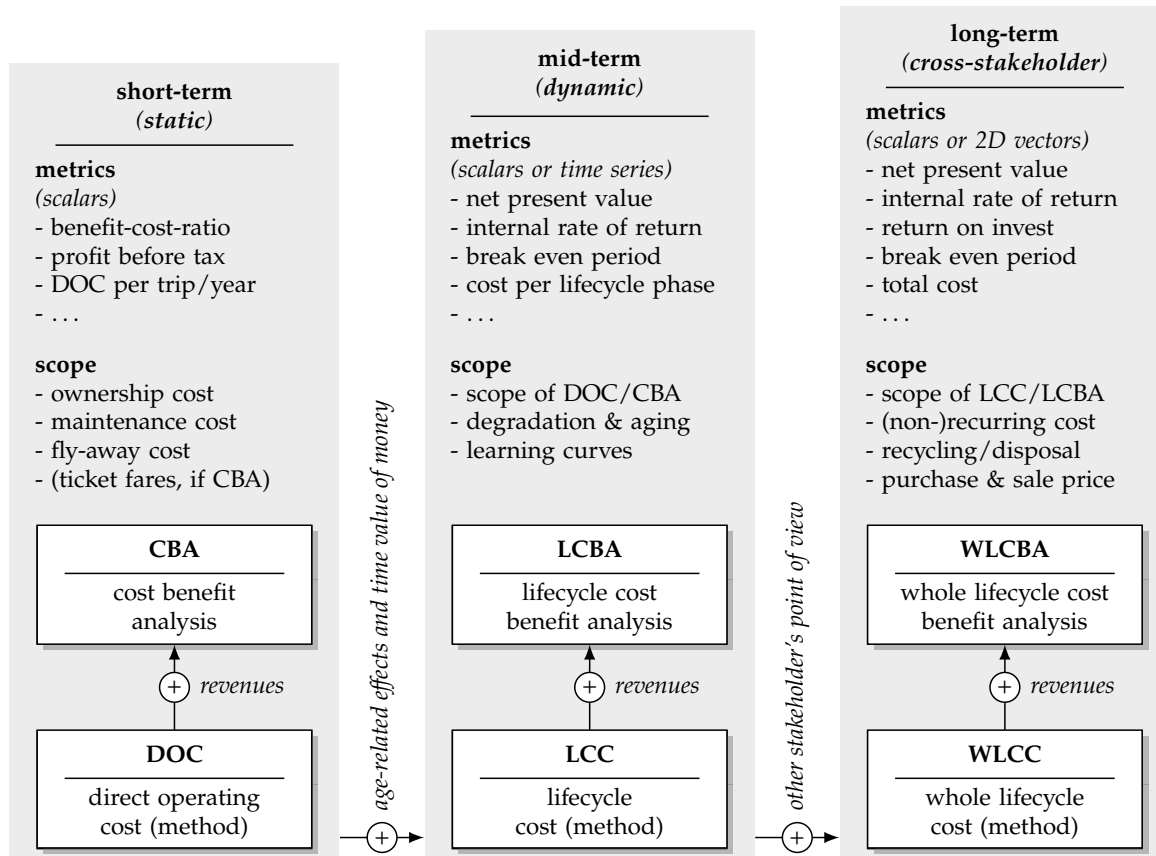 short-term
(static)
metrics
(scalars)
- benefit-cost-ratio
- profit before tax
- DOC per trip/year
- . . .
scope
- ownership cost
- maintenance cost
- fly-away cost
- (ticket fares, if CBA)
CBA
cost benefit
analysis
+ revenues
DOC
direct operating
cost (method)
+
age-related effects and time value of money
mid-term
(dynamic)
metrics
(scalars or time series)
- net present value
- internal rate of return
- break even period
- cost per lifecycle phase
- . . .
scope
- scope of DOC/CBA
- degradation & aging
- learning curves
LCBA
lifecycle cost
benefit analysis
+ revenues
LCC
lifecycle
cost (method)
+
other stakeholder's point of view
long-term
(cross-stakeholder)
metrics
(scalars or 2D vectors)
- net present value
- internal rate of return
- return on invest
- break even period
- total cost
- . . .
scope
- scope of LCC/LCBA
- (non-)recurring cost
- recycling/disposal
- purchase & sale price
WLCBA
whole lifecycle cost
benefit analysis
+ revenues
WLCC
whole lifecycle
cost (method)